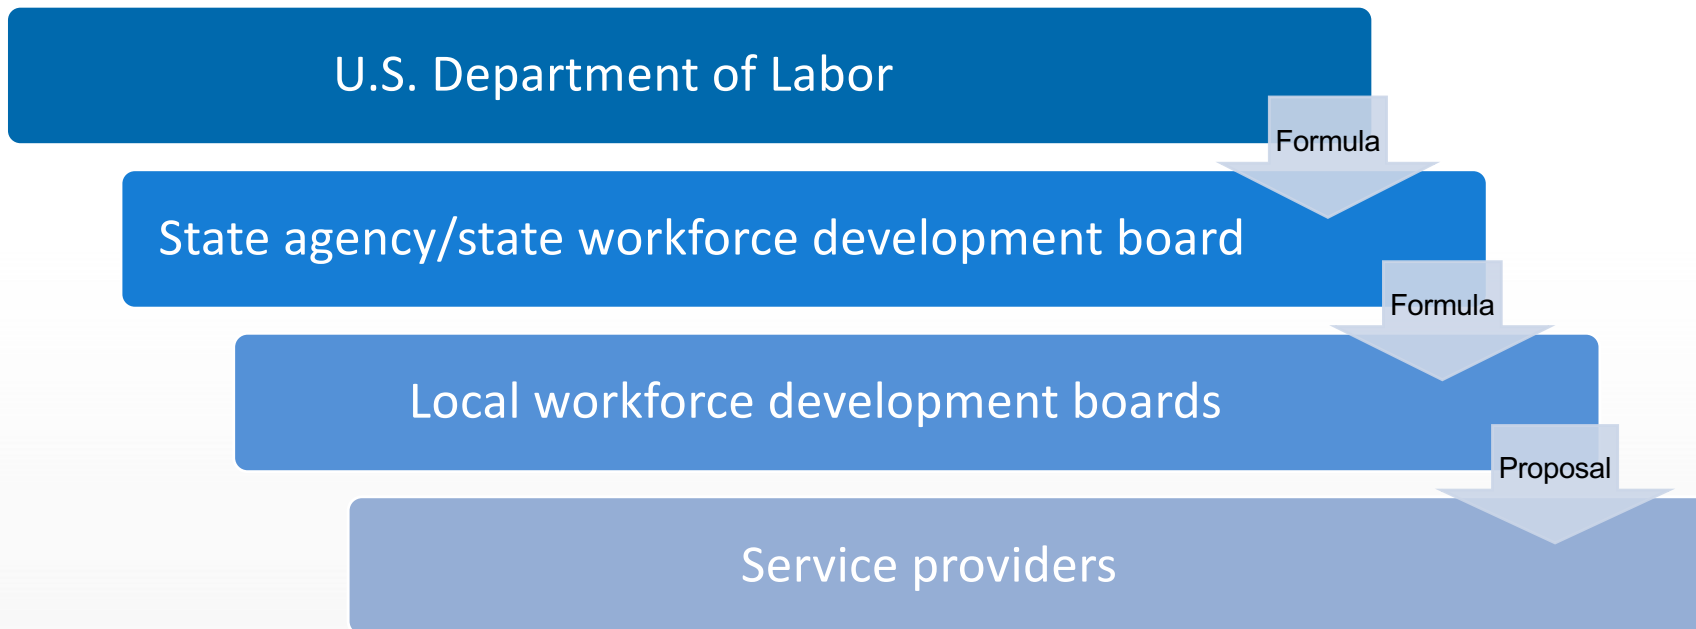 U.S. Department of Labor
Formula
State agency/state workforce development board
Formula
Local workforce development boards
Proposal
Service providers